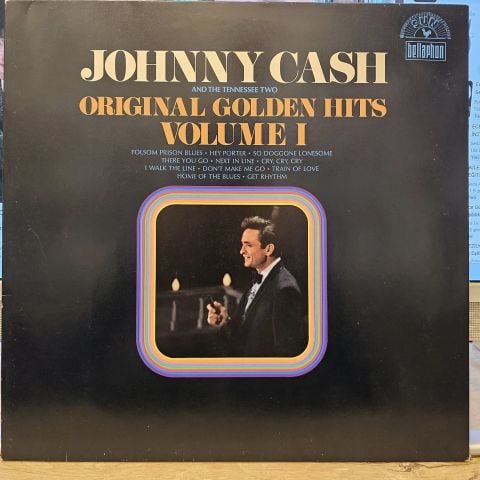 bellaphon
JOHNNY CASH
AND THE TENNESSEE TWO
ORIGINAL GOLDEN HITS
VOLUME I
FOLSOM PRISON BLUES • HEY PORTER • SO DOGGONE LONESOME
THERE YOU GO • NEXT IN LINE • CRY, CRY, CRY
I WALK THE LINE • DON'T MAKE ME GO • TRAIN OF LOVE
HOME OF THE BLUES • GET RHYTHM